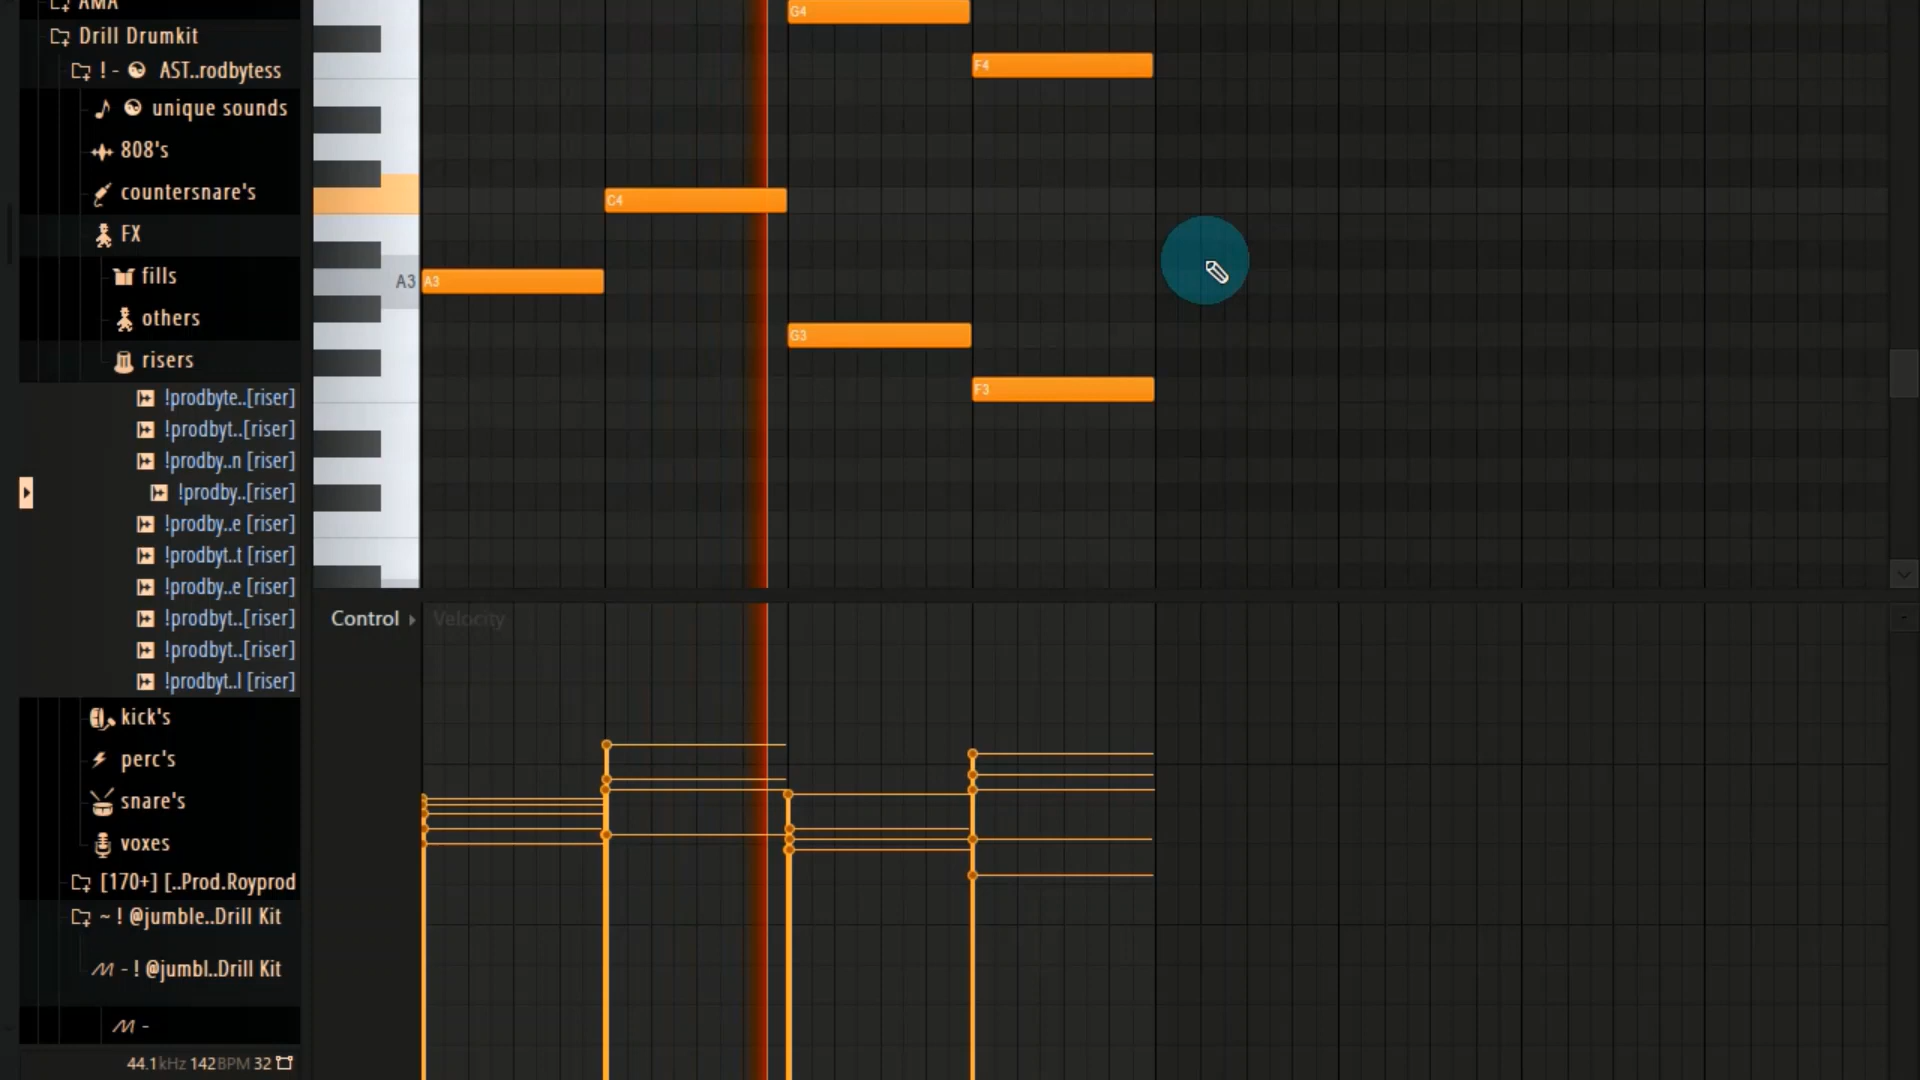 AMA
Drill Drumkit
! - AST..rodbytess
unique sounds
808's
countersnare's
FX
fills
others
risers
!prodbyte..[riser]
!prodbyt..[riser]
!prodby..n [riser]
!prodby..[riser]
!prodby..e [riser]
!prodbyt..t [riser]
!prodby..e [riser]
!prodbyt..[riser]
!prodbyt..[riser]
!prodbyt..l [riser]
kick's
perc's
snare's
voxes
[170+] [..Prod.Royprod
~ ! @jumble..Drill Kit
- ! @jumbl..Drill Kit
-
44.1kHz 142BPM 32
G4
F4
C4
A3 A3
G3
F3
Control Velocity